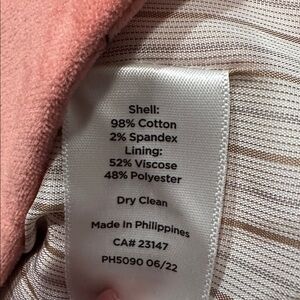 Shell:
98% Cotton
2% Spandex
Lining:
52% Viscose
48% Polyester
Dry Clean
Made In Philippines
CA# 23147
PH5090 06/22